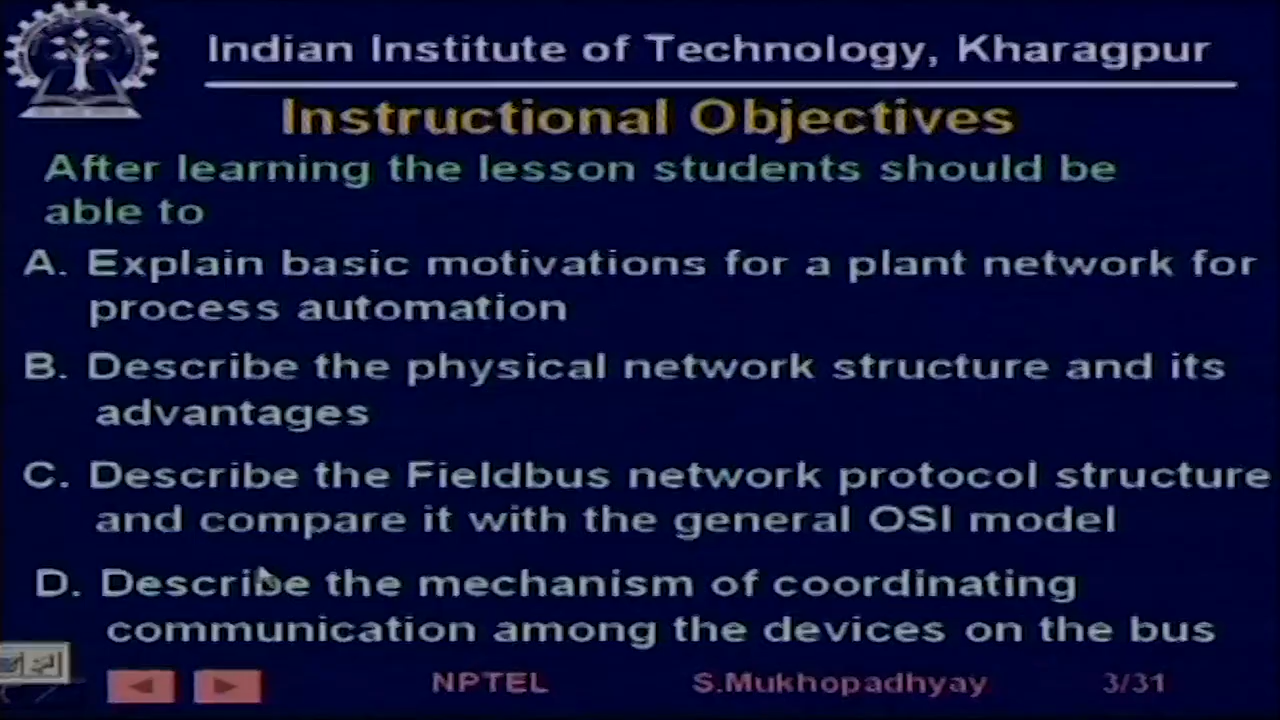 Indian Institute of Technology, Kharagpur
Instructional Objectives
After learning the lesson students should be
able to
A. Explain basic motivations for a plant network for
process automation
B. Describe the physical network structure and its
advantages
C. Describe the Fieldbus network protocol structure
and compare it with the general OSI model
D. Describe the mechanism of coordinating
communication among the devices on the bus
NPTEL S.Mukhopadhyay 3/31